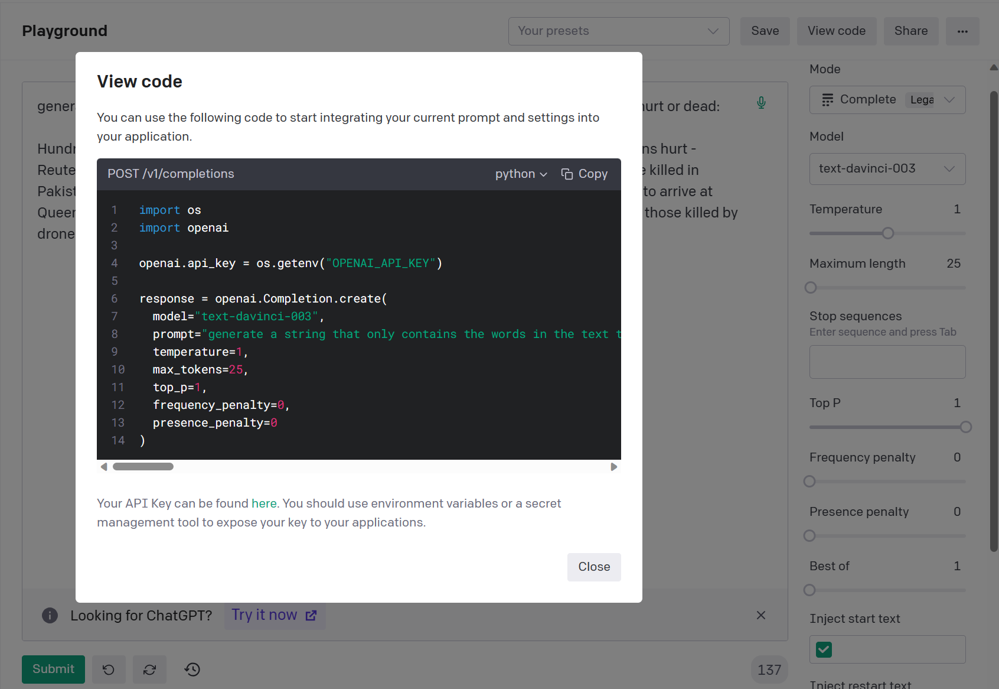 Playground
Your presets
Save
View code
Share
View code
You can use the following code to start integrating your current prompt and settings into
your application.
POST /v1/completions
python
Copy
1 import os
2 import openai
3
4 openai.api_key = os.getenv("OPENAI_API_KEY")
5
6 response = openai.Completion.create(
7 model="text-davinci-003",
8 prompt="generate a string that only contains the words in the text t
9 temperature=1,
10 max_tokens=25,
11 top_p=1,
12 frequency_penalty=0,
13 presence_penalty=0
14 )
Your API Key can be found here. You should use environment variables or a secret
management tool to expose your key to your applications.
Close
gener
hurt or dead:
Hundr
ns hurt -
Reute
killed in
Pakist
to arrive at
Queen
those killed by
drone
Looking for ChatGPT?
Try it now
Submit
137
Mode
Complete
Lega
Model
text-davinci-003
Temperature 1
Maximum length 25
Stop sequences
Enter sequence and press Tab
Top P 1
Frequency penalty 0
Presence penalty 0
Best of 1
Inject start text
Inject restart text